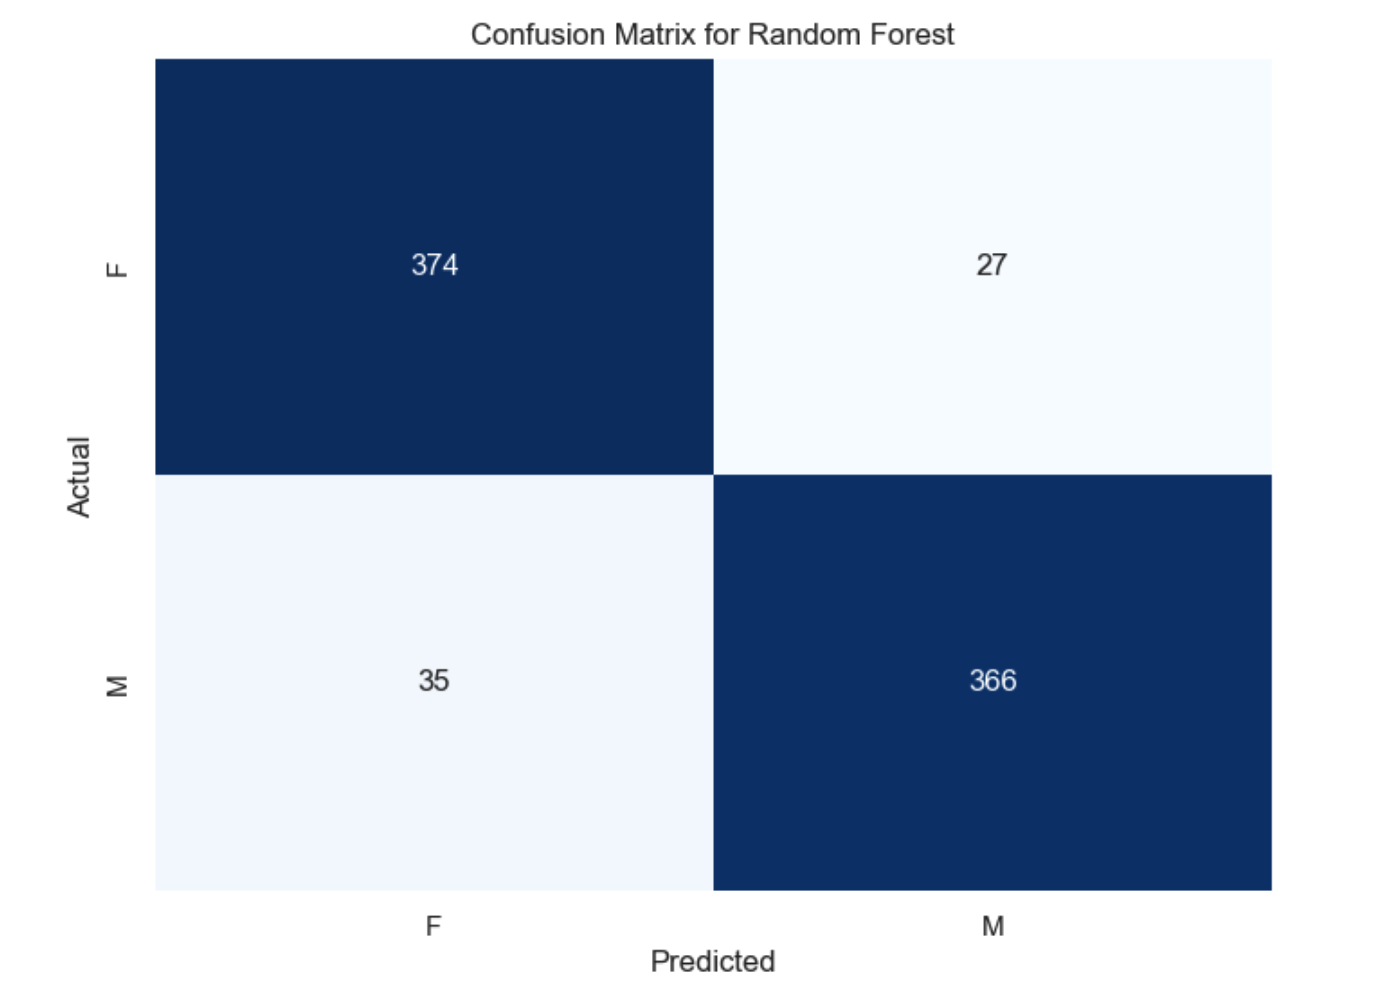 Confusion Matrix for Random Forest
374 27
F
Actual
35 366
M
F M
Predicted